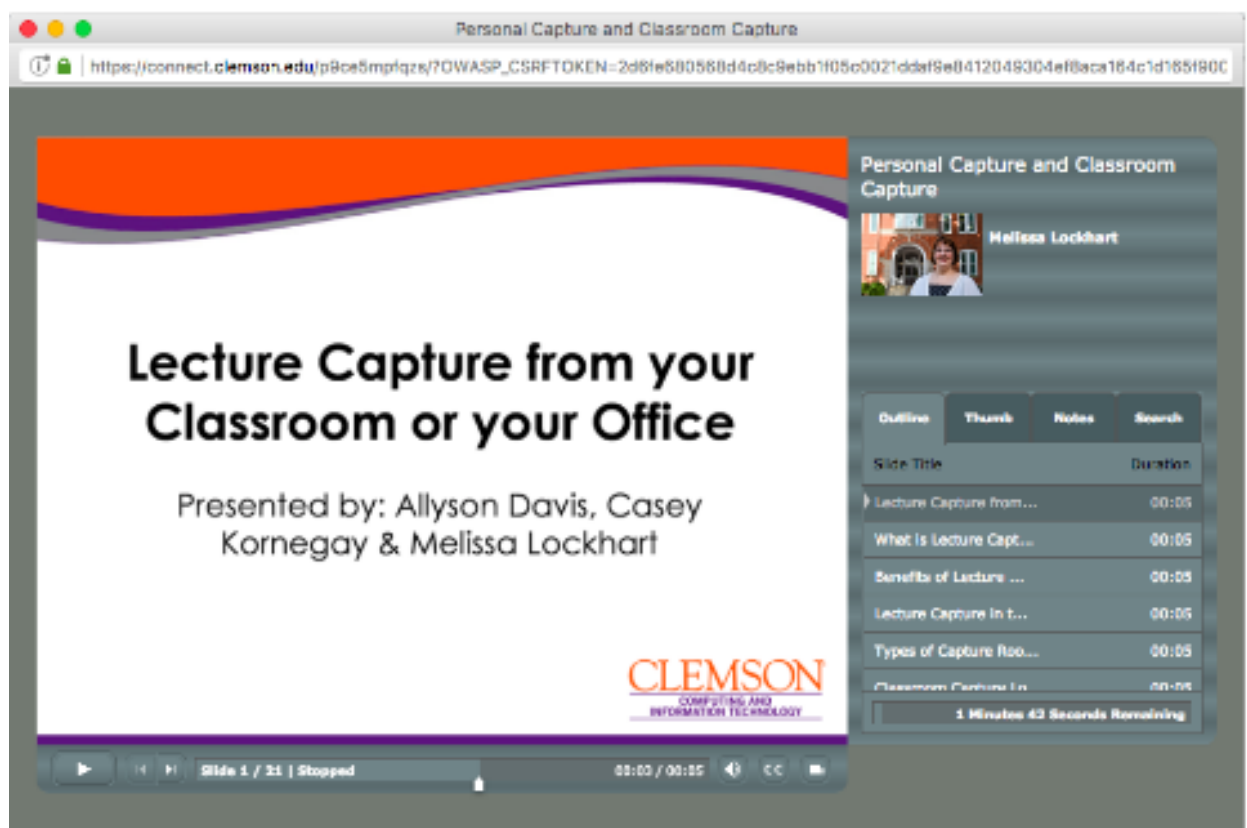 Personal Capture and Classroom Capture
Personal Capture and Classroom
Capture
Melissa Lockhart
Lecture Capture from your
Classroom or your Office
Presented by: Allyson Davis, Casey
Kornegay & Melissa Lockhart
CLEMSON
COMPUTING AND
INFORMATION TECHNOLOGY
Outline Thumb Notes Search
Slide Title Duration
Lecture Capture from... 00:05
What is Lecture Capt... 00:05
Benefits of Lecture ... 00:05
Lecture Capture in t... 00:05
Types of Capture Roo... 00:05
Classroom Capture 00:05
1 Minutes 42 Seconds Remaining
Slide 1 / 21 | Stopped 00:03 / 00:05 CC